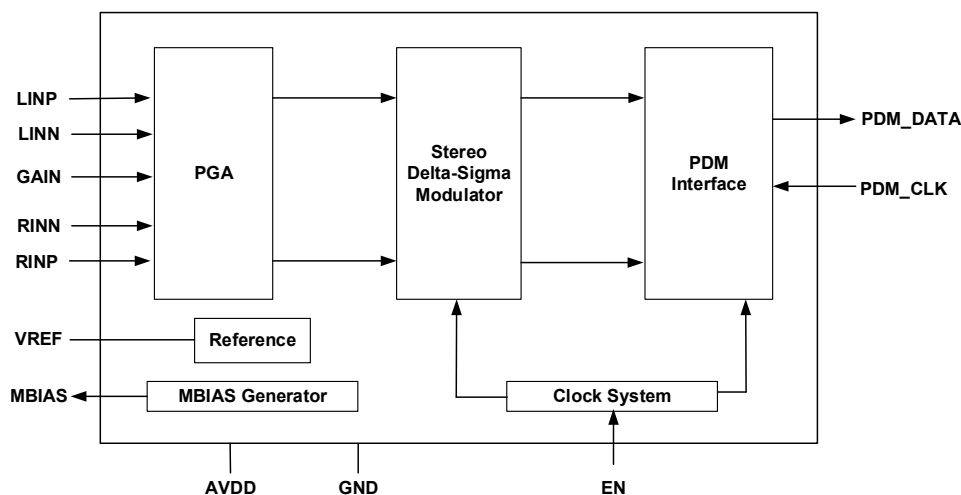 LINP
LINN
GAIN
RINN
RINP
VREF
MBIAS
PGA
Stereo
Delta-Sigma
Modulator
PDM
Interface
PDM_DATA
PDM_CLK
Reference
MBIAS Generator
Clock System
AVDD
GND
EN